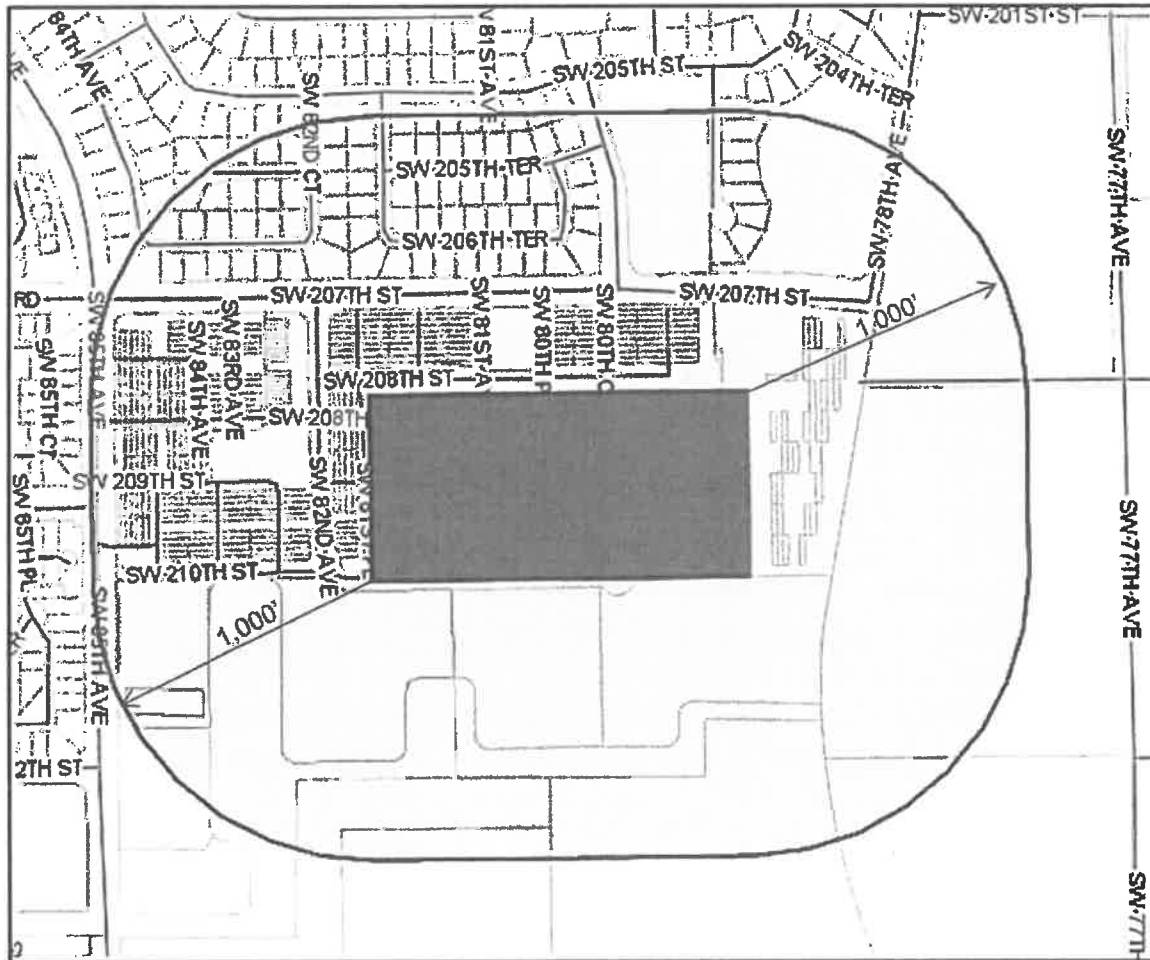 SW 201ST ST
84TH AVE
81ST AVE
SW 205TH ST
SW 204TH TER
SW 82ND CT
SW 205TH TER
SW 206TH TER
SW 78TH AVE
SW 77TH AVE
SW 207TH ST
SW 207TH ST
1,000'
SW 85TH AVE
SW 85TH CT
SW 84TH AVE
SW 83RD AVE
SW 81ST A
SW 80TH P
SW 80TH C
SW 208TH ST
SW 208TH
SW 209TH ST
SW 82ND AVE
SW 85TH PL
SW 210TH ST
SW 77TH AVE
1,000'
SW 85TH AVE
2TH ST
SW 77TH